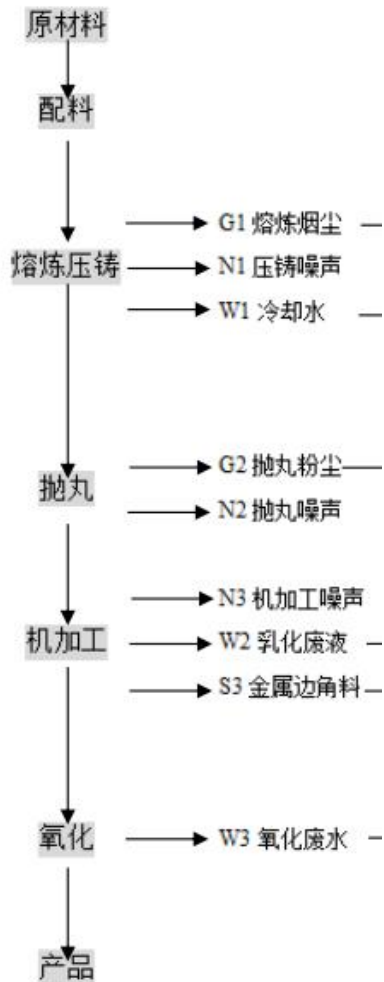 原材料
配料
G1 熔炼烟尘
熔炼压铸
N1 压铸噪声
W1 冷却水
G2 抛丸粉尘
抛丸
N2 抛丸噪声
N3 机加工噪声
机加工
W2 乳化废液
S3 金属边角料
氧化
W3 氧化废水
产品